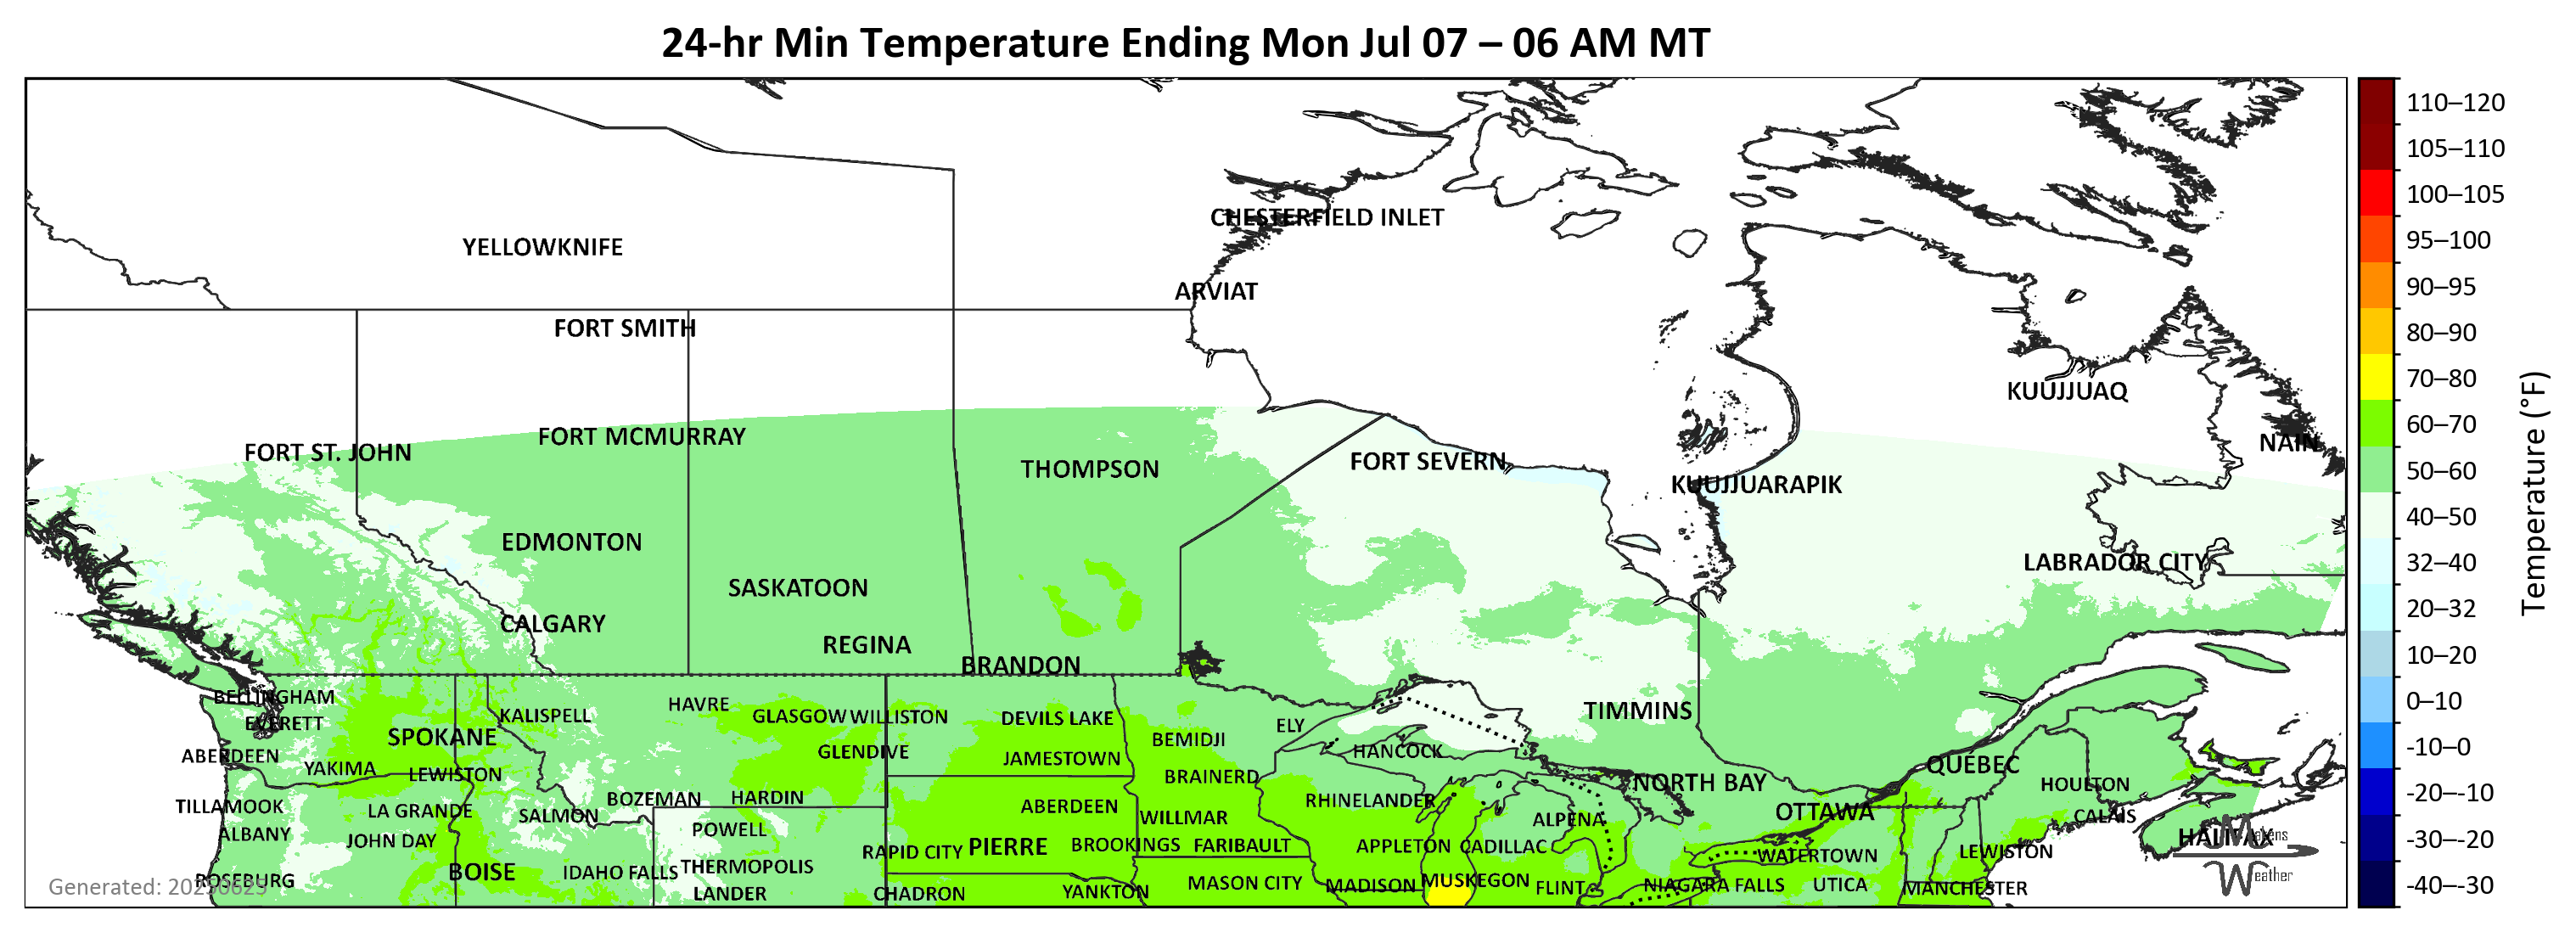 24-hr Min Temperature Ending Mon Jul 07 – 06 AM MT
CHESTERFIELD INLET
YELLOWKNIFE
ARVIAT
FORT SMITH
KUUJJUAQ
FORT MCMURRAY
NAIN
FORT ST. JOHN
FORT SEVERN
THOMPSON
KUUJJUARAPIK
EDMONTON
LABRADOR CITY
SASKATOON
CALGARY
REGINA
BRANDON
BELLINGHAM
HAVRE
TIMMINS
KALISPELL
GLASGOW WILLISTON
DEVILS LAKE
EVERETT
ELY
SPOKANE
BEMIDJI
HANCOCK
GLENDIVE
ABERDEEN
JAMESTOWN
QUÉBEC
YAKIMA
LEWISTON
BRAINERD
NORTH BAY
HOULTON
BOZEMAN
HARDIN
RHINELANDER
TILLAMOOK
ABERDEEN
LA GRANDE
OTTAWA
SALMON
WILLMAR
ALPENA
CALAIS
POWELL
ALBANY
HALIFAX
JOHN DAY
BROOKINGS
FARIBAULT
APPLETON
CADILLAC
PIERRE
RAPID CITY
LEWISTON
WATERTOWN
THERMOPOLIS
BOISE
IDAHO FALLS
ROSEBURG
MUSKEGON
MASON CITY
MADISON
NIAGARA FALLS
UTICA
FLINT
MANCHESTER
YANKTON
LANDER
CHADRON
Generated: 20250625
Makens
Weather
110–120
105–110
100–105
95–100
90–95
80–90
70–80
60–70
50–60
40–50
32–40
20–32
10–20
0–10
-10–0
-20–-10
-30–-20
-40–-30
Temperature (°F)